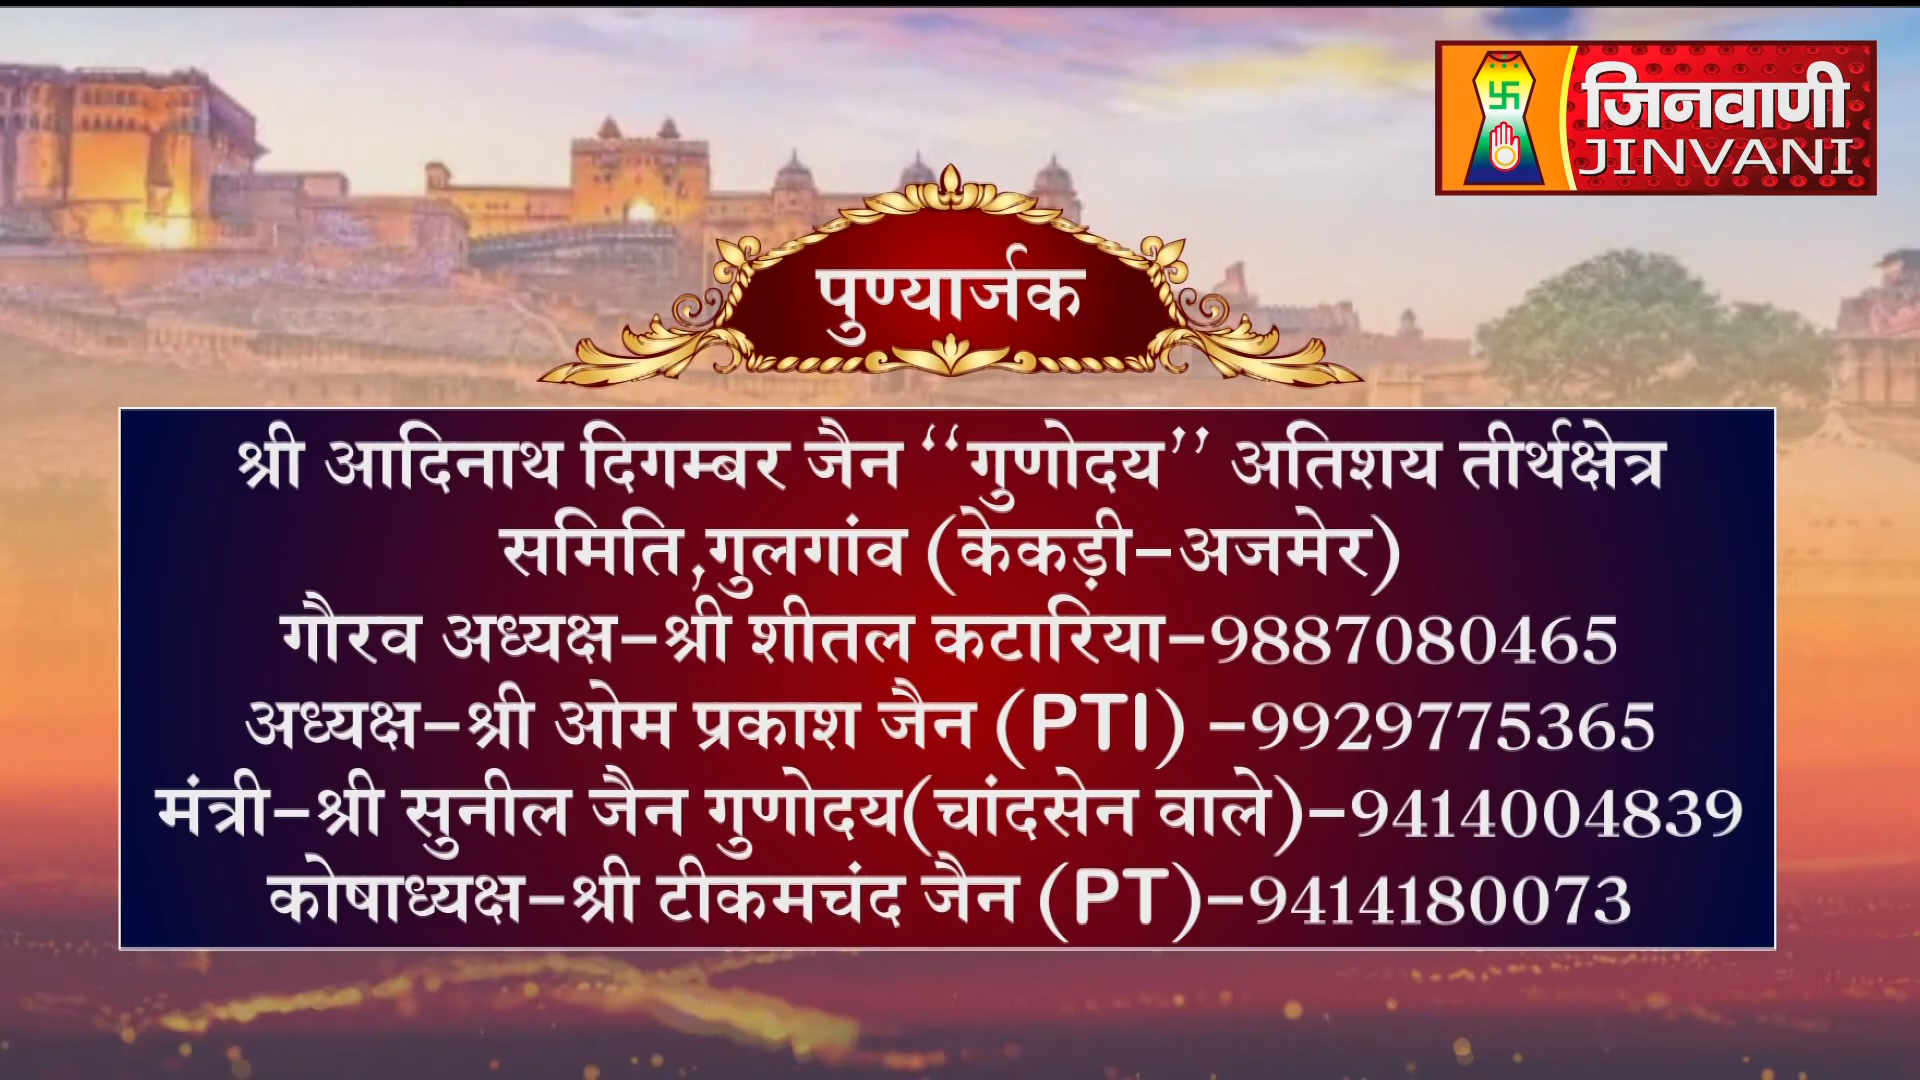 जिनवाणी
JINVANI
पुण्यार्जक
श्री आदिनाथ दिगम्बर जैन “गुणोदय” अतिशय तीर्थक्षेत्र
समिति,गुलगांव (केकड़ी-अजमेर)
गौरव अध्यक्ष-श्री शीतल कटारिया-9887080465
अध्यक्ष-श्री ओम प्रकाश जैन (PTI) -9929775365
मंत्री-श्री सुनील जैन गुणोदय(चांदसेन वाले)-9414004839
कोषाध्यक्ष-श्री टीकमचंद जैन (PT)-9414180073